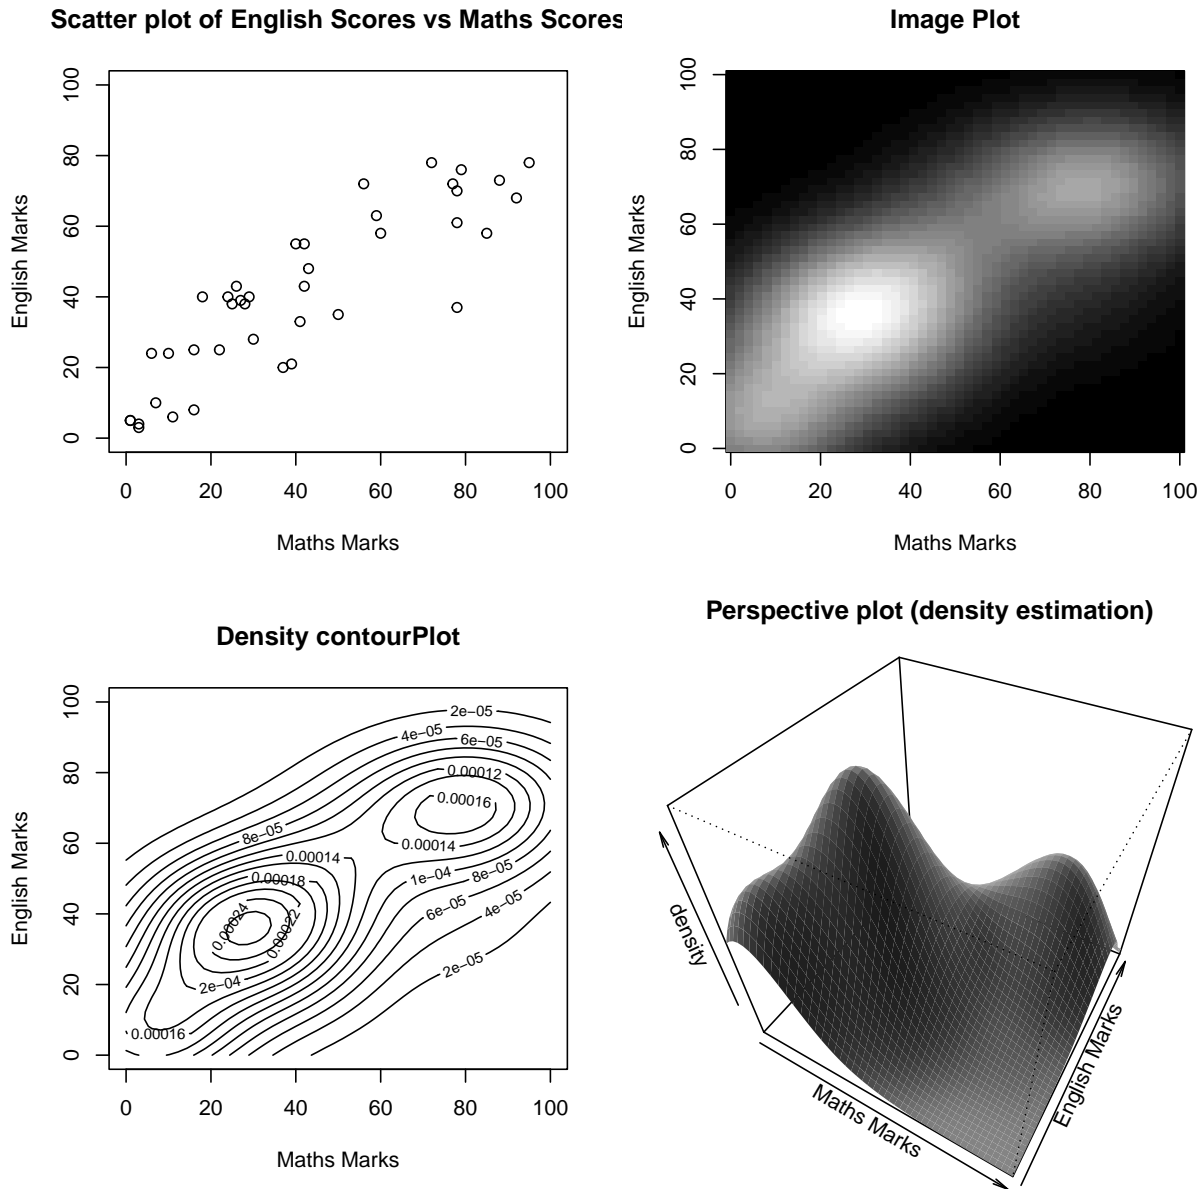 Scatter plot of English Scores vs Maths Scores
100
80
60
40
20
0
English Marks
0 20 40 60 80 100
Maths Marks
Image Plot
100
80
60
40
20
0
English Marks
0 20 40 60 80 100
Maths Marks
Density contourPlot
100
80
60
40
20
0
English Marks
2e−05
4e−05
6e−05
0.00012
0.00016
8e−05
0.00014
0.00014
0.00018
1e−04
8e−05
6e−05
4e−05
0.00024
0.00022
2e−04
2e−05
0.00016
0 20 40 60 80 100
Maths Marks
Perspective plot (density estimation)
density
Maths Marks
English Marks